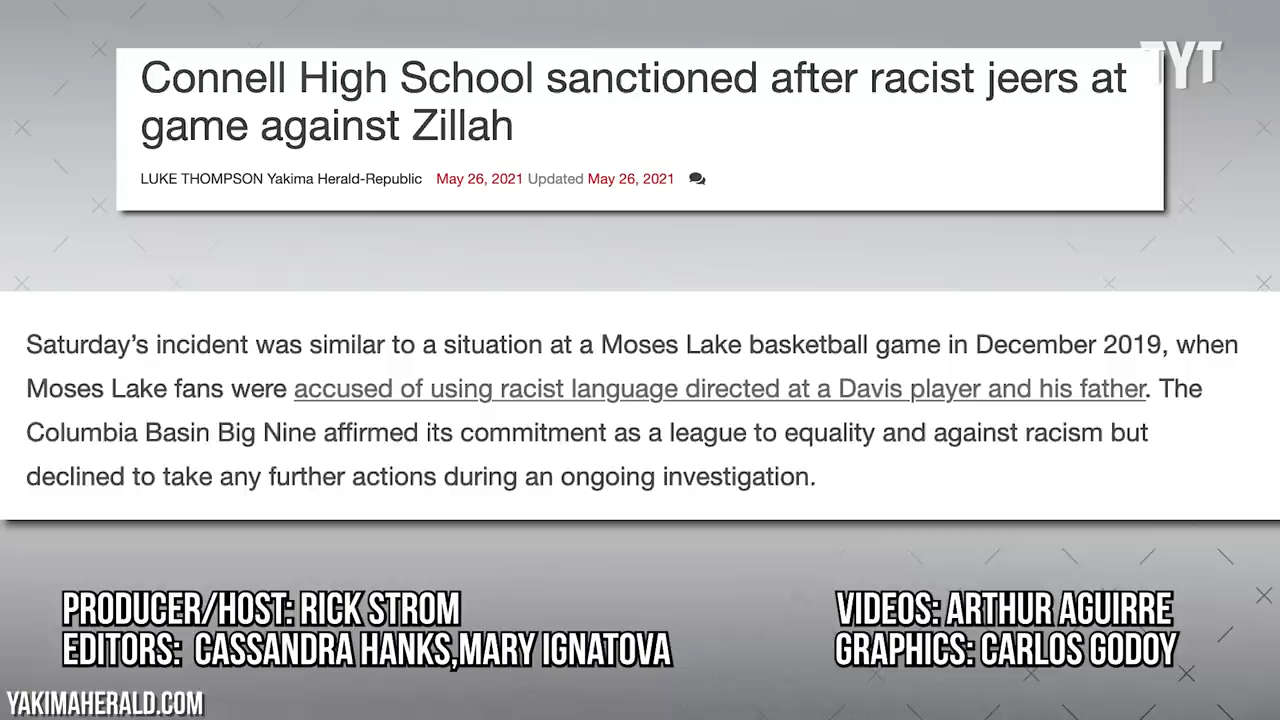 TYT
Connell High School sanctioned after racist jeers at
game against Zillah
LUKE THOMPSON Yakima Herald-Republic May 26, 2021 Updated May 26, 2021
Saturday’s incident was similar to a situation at a Moses Lake basketball game in December 2019, when
Moses Lake fans were accused of using racist language directed at a Davis player and his father. The
Columbia Basin Big Nine affirmed its commitment as a league to equality and against racism but
declined to take any further actions during an ongoing investigation.
PRODUCER/HOST: RICK STROM
EDITORS: CASSANDRA HANKS,MARY IGNATOVA
VIDEOS: ARTHUR AGUIRRE
GRAPHICS: CARLOS GODOY
YAKIMAHERALD.COM